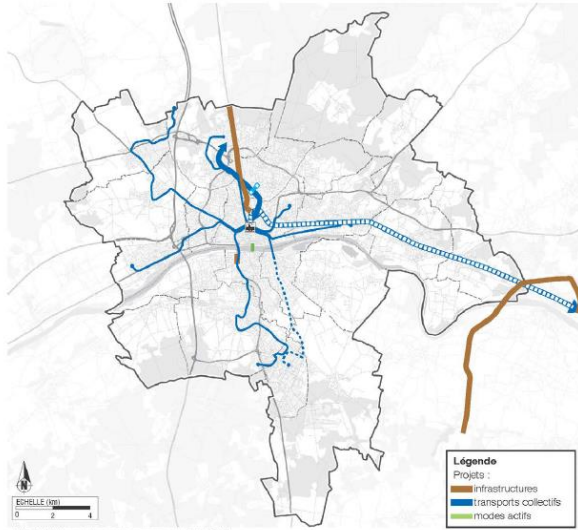 N
ECHELLE (km)
0 2 4
Légende
Projets :
infrastructures
transports collectifs
modes actifs